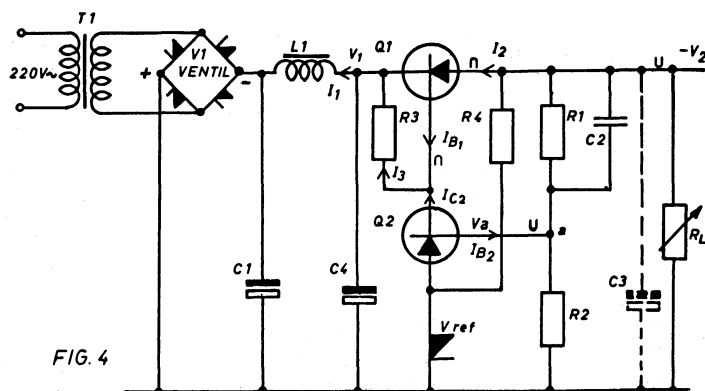 T1
220V~
V1
VENTIL
+
-
L1
V1
I1
Q1
n
I2
U
-V2
R3
IB1
n
I3
IC2
Q2
Va
IB2
U
a
R4
R1
C2
RL
C1
C4
Vref
R2
C3
FIG. 4